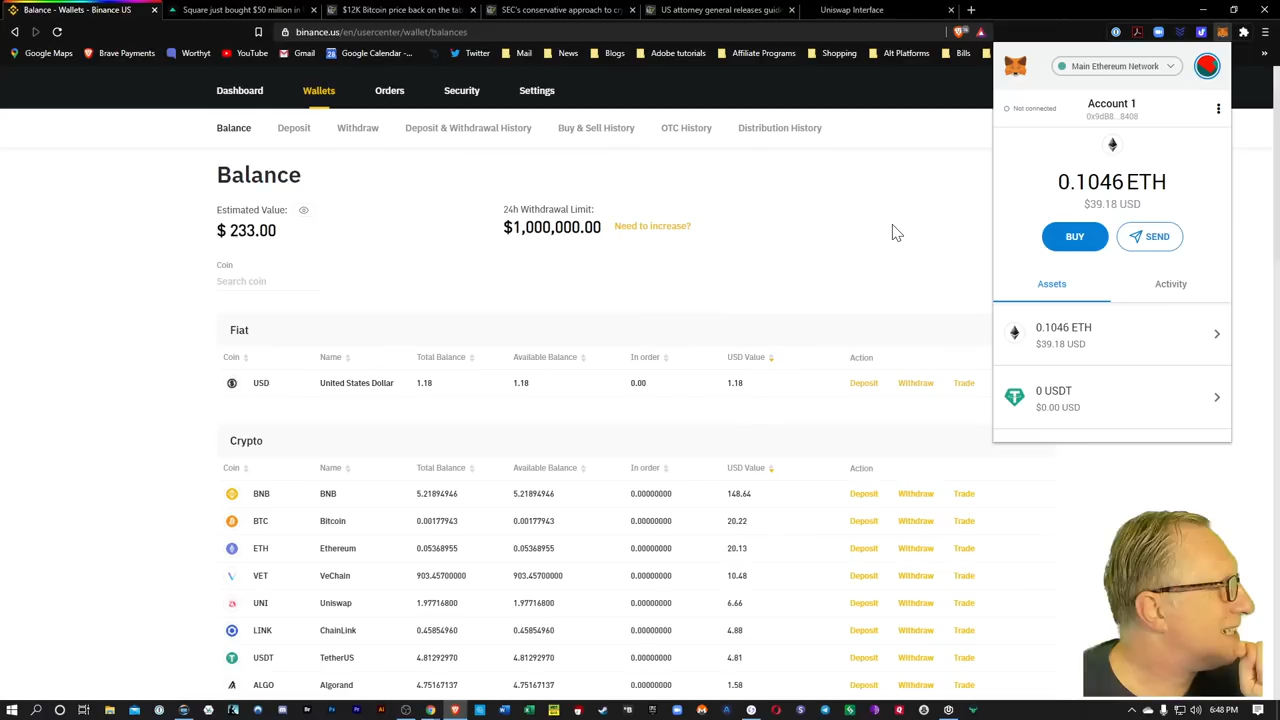 Balances - Binance US
Square just bought $50 million in
$12K Bitcoin price back on the tab
SEC's conservative approach to cr
US attorney general releases guide
Uniswap Interface
binance.us/en/usercenter/wallet/balances
Google Maps
Brave Payments
Wordpress
YouTube
Gmail
Google Calendar -...
Twitter
Mail
News
Blog
Adobe tutorials
Affiliate Programs
Shopping
Alt Platforms
Bills
Dashboard
Wallets
Orders
Security
Settings
Balance
Deposit
Withdraw
Deposit & Withdrawal History
Buy & Sell History
OTC History
Distribution History
Main Ethereum Network
Not connected
Account 1
0x9dB8...8408
0.1046 ETH
$39.18 USD
BUY
SEND
Assets
Activity
0.1046 ETH
$39.18 USD
0 USDT
$0.00 USD
Balance
Estimated Value:
$ 233.00
24h Withdrawal Limit:
$1,000,000.00
Need to increase?
Coin
Search coin
Fiat
Coin Name Total Balance Available Balance In order USD Value Action
USD United States Dollar 1.18 1.18 0.00 1.18 Deposit Withdraw Trade
Crypto
Coin Name Total Balance Available Balance In order USD Value Action
BNB BNB 5.21894946 5.21894946 0.00000000 148.64 Deposit Withdraw Trade
BTC Bitcoin 0.00177943 0.00177943 0.00000000 20.22 Deposit Withdraw Trade
ETH Ethereum 0.05368955 0.05368955 0.00000000 20.13 Deposit Withdraw Trade
VET VeChain 903.45700000 903.45700000 0.00000000 10.48 Deposit Withdraw Trade
UNI Uniswap 1.97716800 1.97716800 0.00000000 6.66 Deposit Withdraw Trade
LINK ChainLink 0.45854960 0.45854960 0.00000000 4.88 Deposit Withdraw Trade
USDT TetherUS 4.81292970 4.81292970 0.00000000 4.81 Deposit Withdraw Trade
ALGO Algorand 4.75167137 4.75167137 0.00000000 1.58 Deposit Withdraw Trade